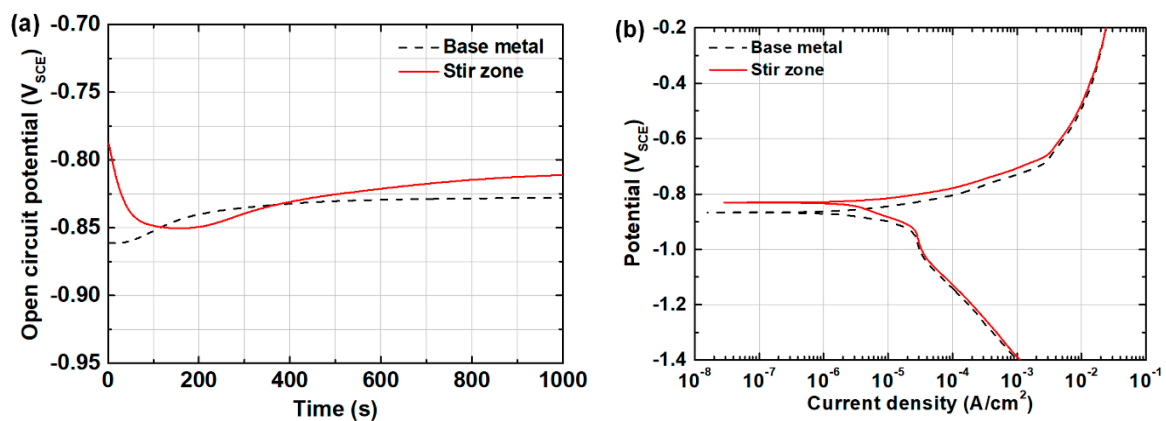 (a)
Open circuit potential (V_SCE)
-0.70
-0.75
-0.80
-0.85
-0.90
-0.95
Base metal
Stir zone
0 200 400 600 800 1000
Time (s)
(b)
Potential (V_SCE)
-0.2
-0.4
-0.6
-0.8
-1.0
-1.2
-1.4
Base metal
Stir zone
10⁻⁸ 10⁻⁷ 10⁻⁶ 10⁻⁵ 10⁻⁴ 10⁻³ 10⁻² 10⁻¹
Current density (A/cm²)